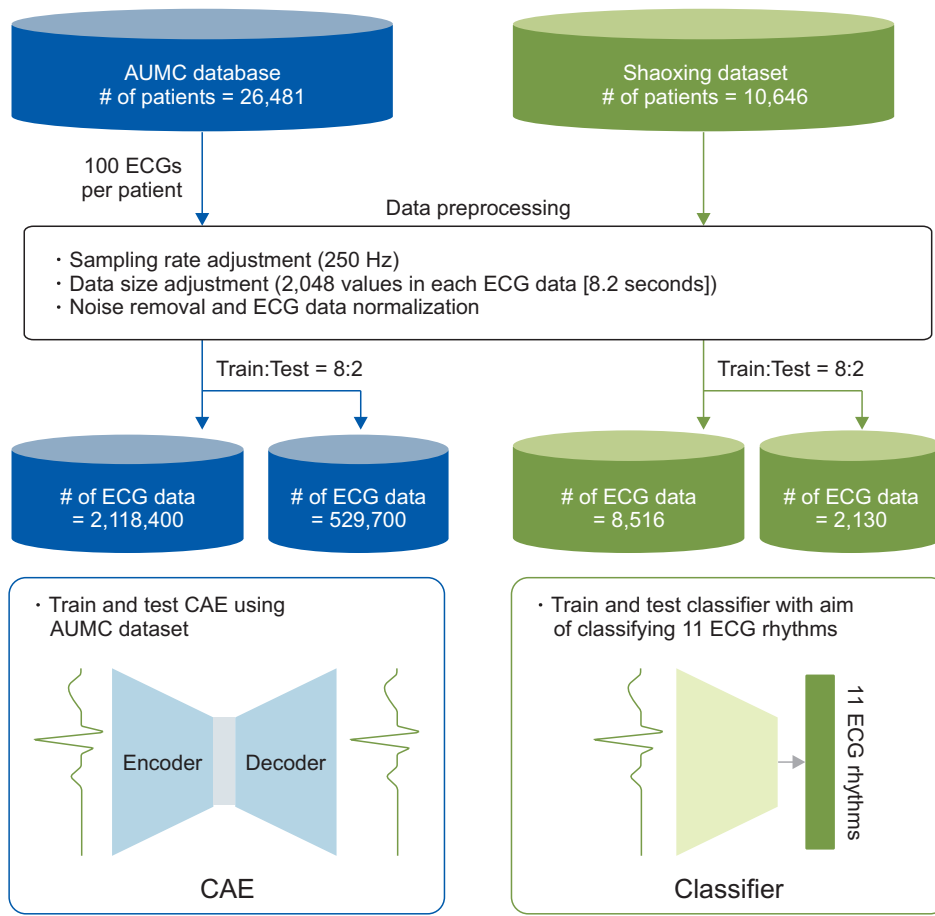 AUMC database
# of patients = 26,481
Shaoxing dataset
# of patients = 10,646
100 ECGs
per patient
Data preprocessing
· Sampling rate adjustment (250 Hz)
· Data size adjustment (2,048 values in each ECG data [8.2 seconds])
· Noise removal and ECG data normalization
Train:Test = 8:2
Train:Test = 8:2
# of ECG data
= 2,118,400
# of ECG data
= 529,700
# of ECG data
= 8,516
# of ECG data
= 2,130
· Train and test CAE using
AUMC dataset
Encoder
Decoder
CAE
· Train and test classifier with aim
of classifying 11 ECG rhythms
11 ECG rhythms
Classifier